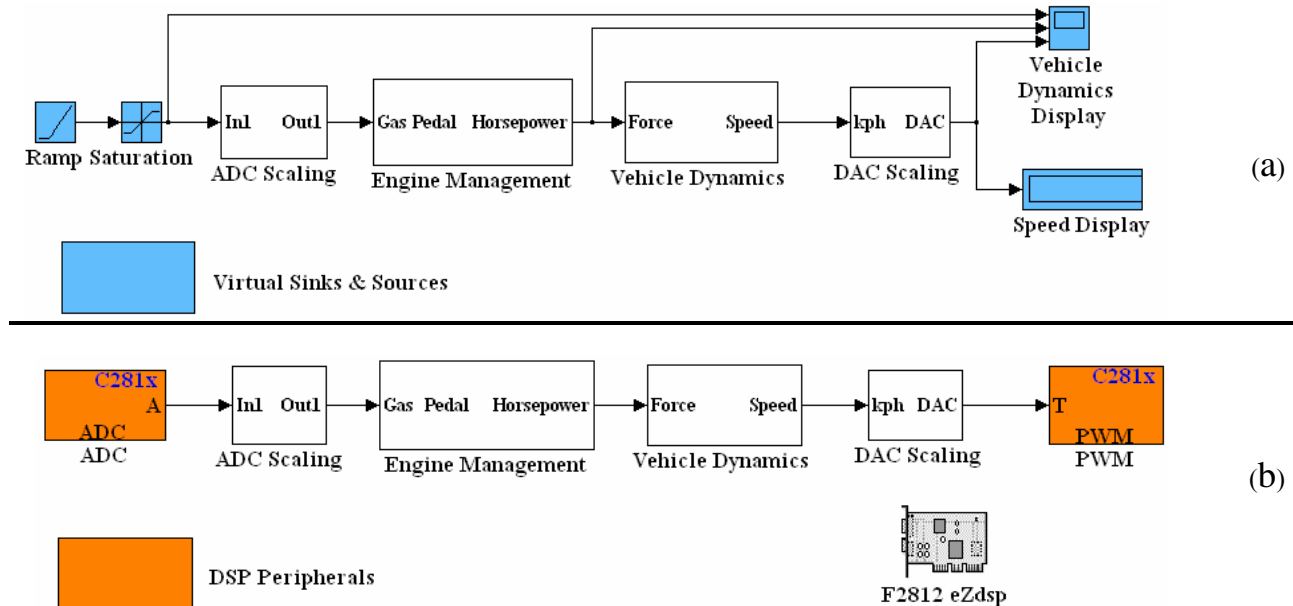 Vehicle
Dynamics
Display
In1 Out1
Gas Pedal Horsepower
Force Speed
kph DAC
Ramp Saturation
ADC Scaling
Engine Management
Vehicle Dynamics
DAC Scaling
(a)
Speed Display
Virtual Sinks & Sources
C281x
A
ADC
ADC
In1 Out1
ADC Scaling
Gas Pedal Horsepower
Engine Management
Force Speed
Vehicle Dynamics
kph DAC
DAC Scaling
C281x
T
PWM
PWM
(b)
DSP Peripherals
F2812 eZdsp